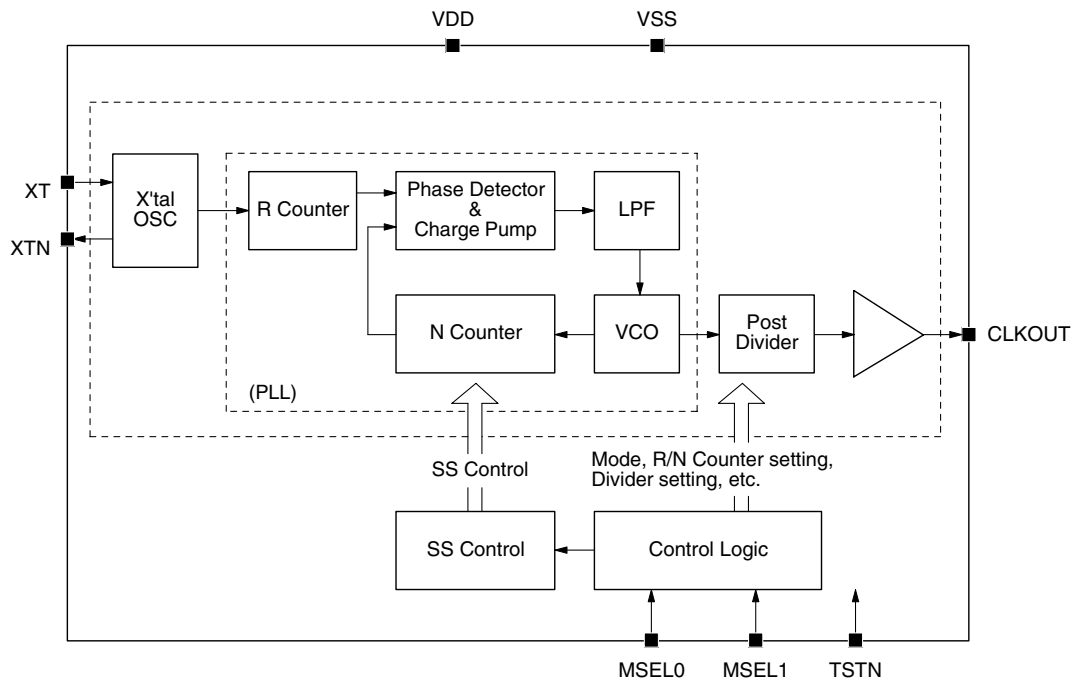 VDD
VSS
XT
XTN
X'tal
OSC
R Counter
Phase Detector
&
Charge Pump
LPF
N Counter
VCO
Post
Divider
CLKOUT
(PLL)
SS Control
Mode, R/N Counter setting,
Divider setting, etc.
SS Control
Control Logic
MSEL0
MSEL1
TSTN